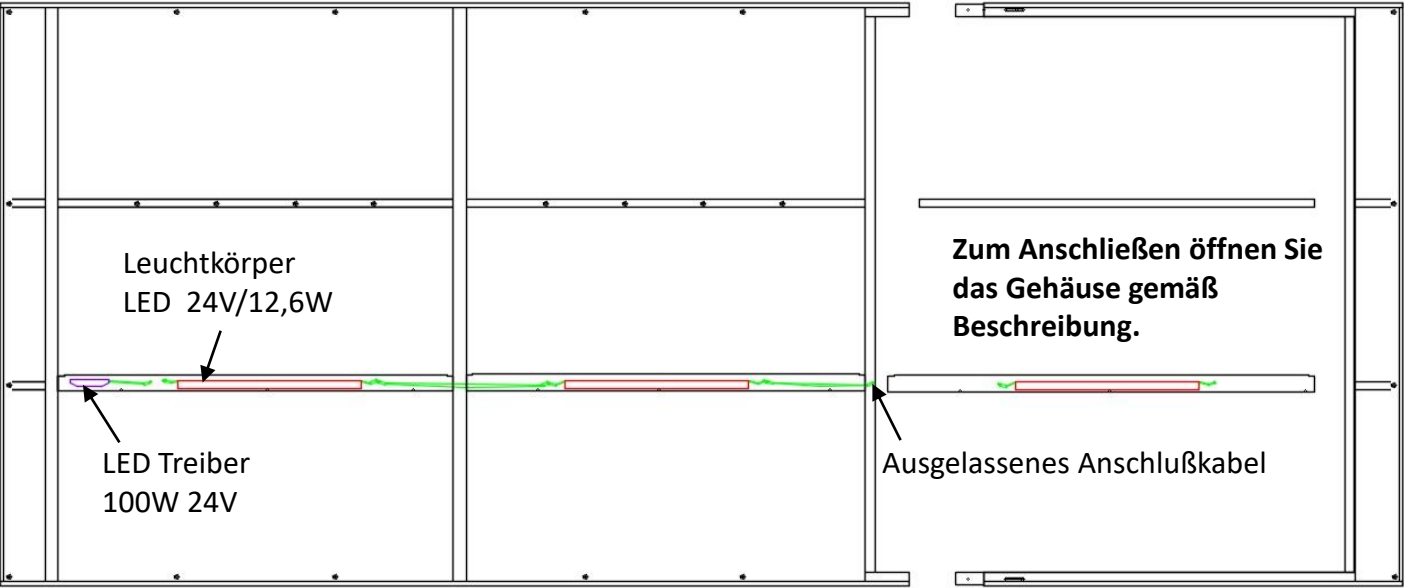 Leuchtkörper
LED 24V/12,6W
Zum Anschließen öffnen Sie
das Gehäuse gemäß
Beschreibung.
LED Treiber
100W 24V
Ausgelassenes Anschlußkabel